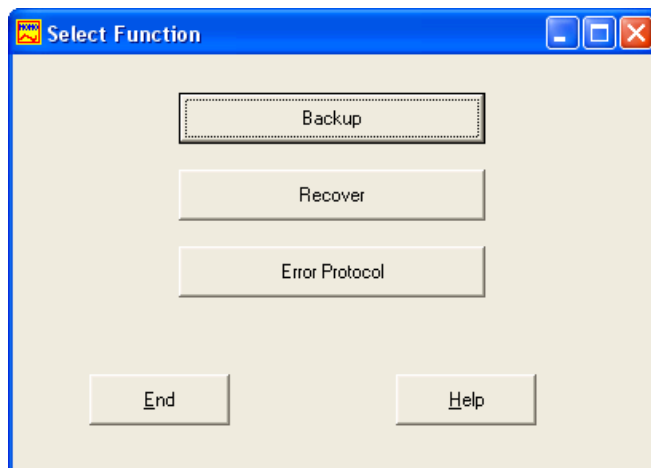 Select Function
Backup
Recover
Error Protocol
End
Help